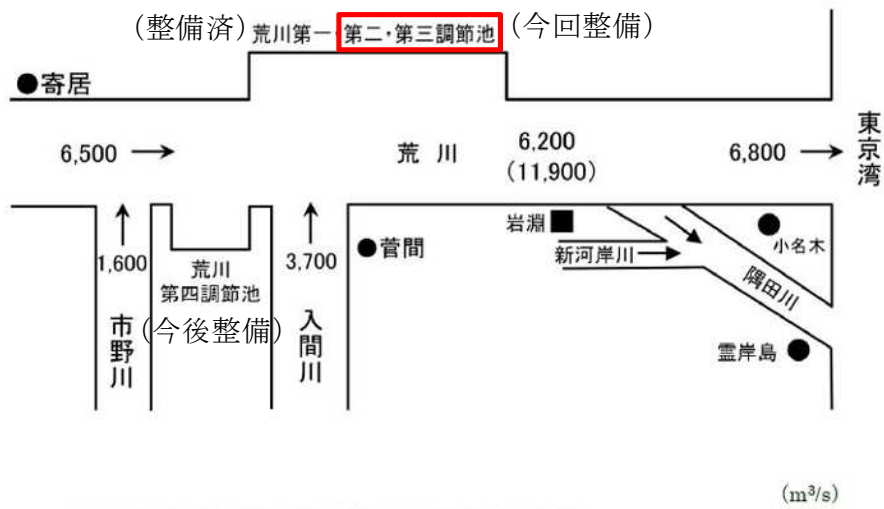 (整備済) 荒川第一・第二・第三調節池 (今回整備)
●寄居
6,500 → 荒川 6,200 6,800 → 東京湾
(11,900)
岩淵■
小名木
1,600 荒川 3,700 ●菅間 新河岸川→
第四調節池
隅田川
(今後整備)
市野川
入間川
霊岸島●
(m³/s)